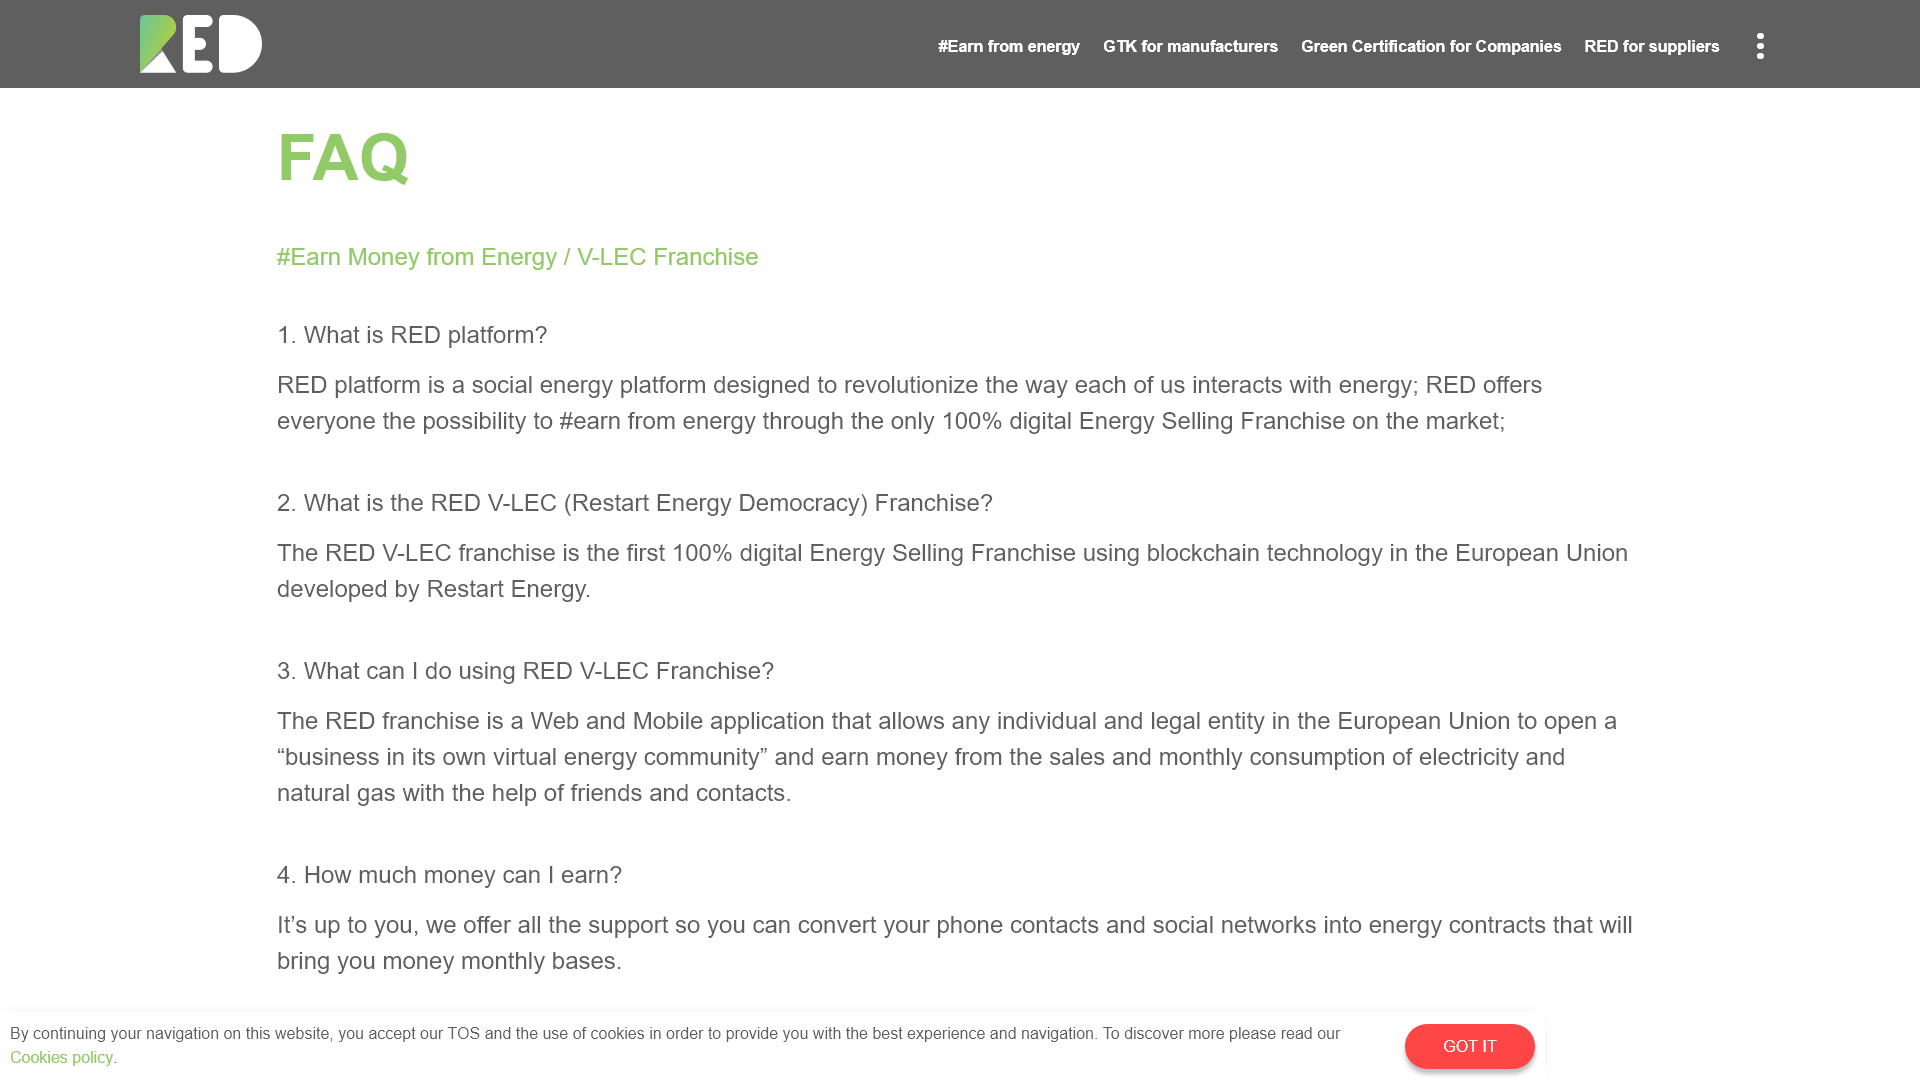 RED
#Earn from energy
GTK for manufacturers
Green Certification for Companies
RED for suppliers
FAQ
#Earn Money from Energy / V-LEC Franchise
1. What is RED platform?
RED platform is a social energy platform designed to revolutionize the way each of us interacts with energy; RED offers
everyone the possibility to #earn from energy through the only 100% digital Energy Selling Franchise on the market;
2. What is the RED V-LEC (Restart Energy Democracy) Franchise?
The RED V-LEC franchise is the first 100% digital Energy Selling Franchise using blockchain technology in the European Union
developed by Restart Energy.
3. What can I do using RED V-LEC Franchise?
The RED franchise is a Web and Mobile application that allows any individual and legal entity in the European Union to open a
“business in its own virtual energy community” and earn money from the sales and monthly consumption of electricity and
natural gas with the help of friends and contacts.
4. How much money can I earn?
It’s up to you, we offer all the support so you can convert your phone contacts and social networks into energy contracts that will
bring you money monthly bases.
By continuing your navigation on this website, you accept our TOS and the use of cookies in order to provide you with the best experience and navigation. To discover more please read our
Cookies policy.
GOT IT